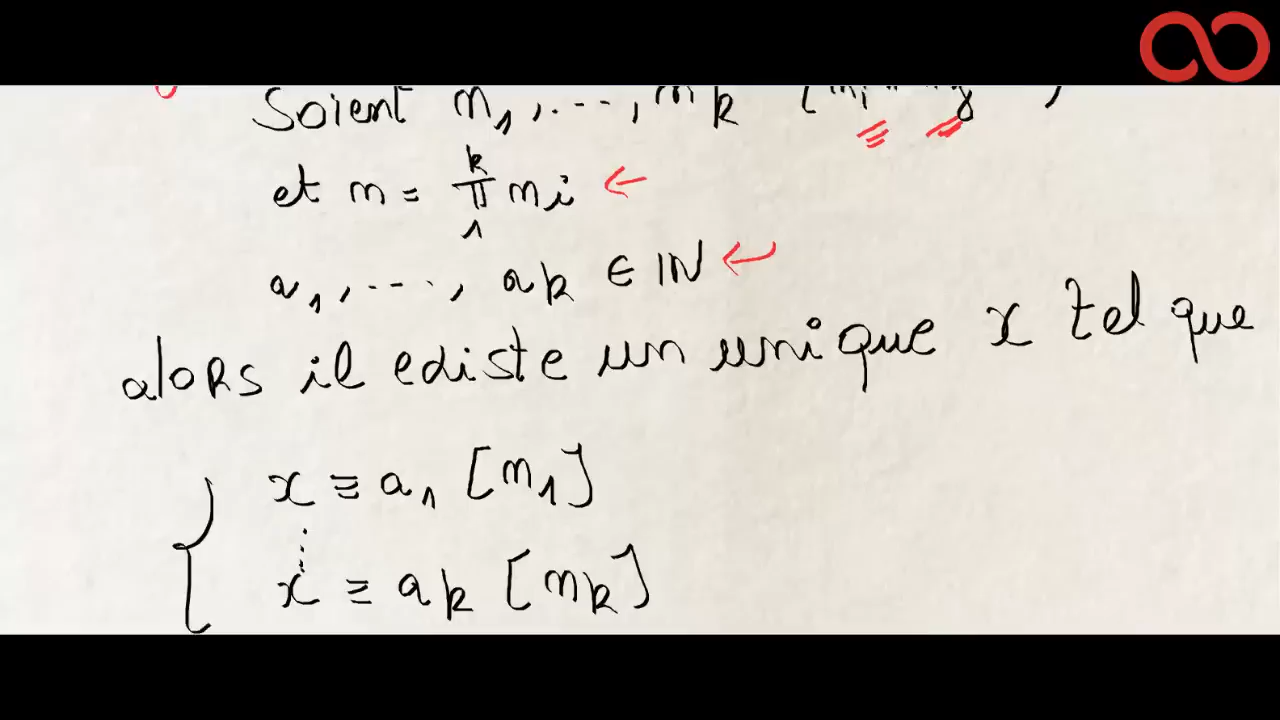 Soient m₁, ..., mk
et m = ∏₁ᵏ mi ←
a₁, ..., ak ∈ ℕ ←
alors il existe un unique x tel que
{ x ≡ a₁ [m₁]
⋮
x ≡ ak [mk]